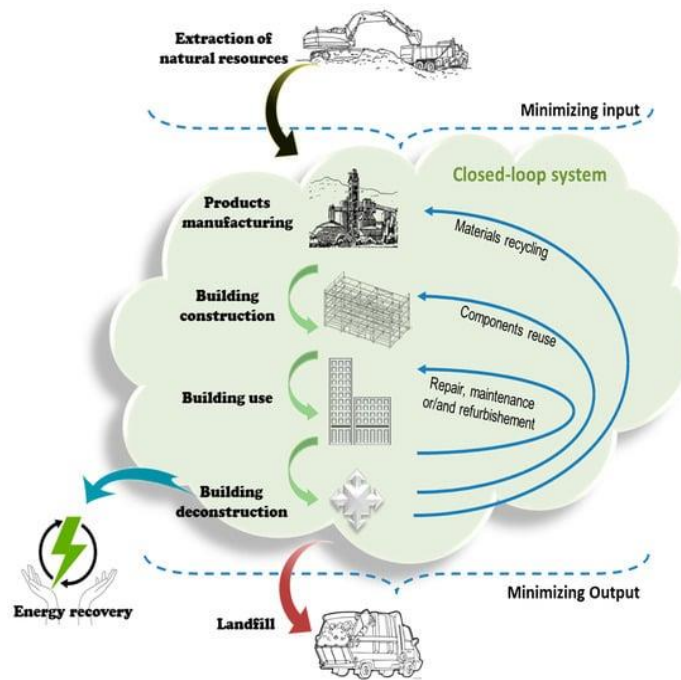 Extraction of
natural resources
Minimizing input
Closed-loop system
Products
manufacturing
Materials recycling
Building
construction
Components reuse
Building use
Repair, maintenance
or/and refurbishement
Building
deconstruction
Energy recovery
Minimizing Output
Landfill